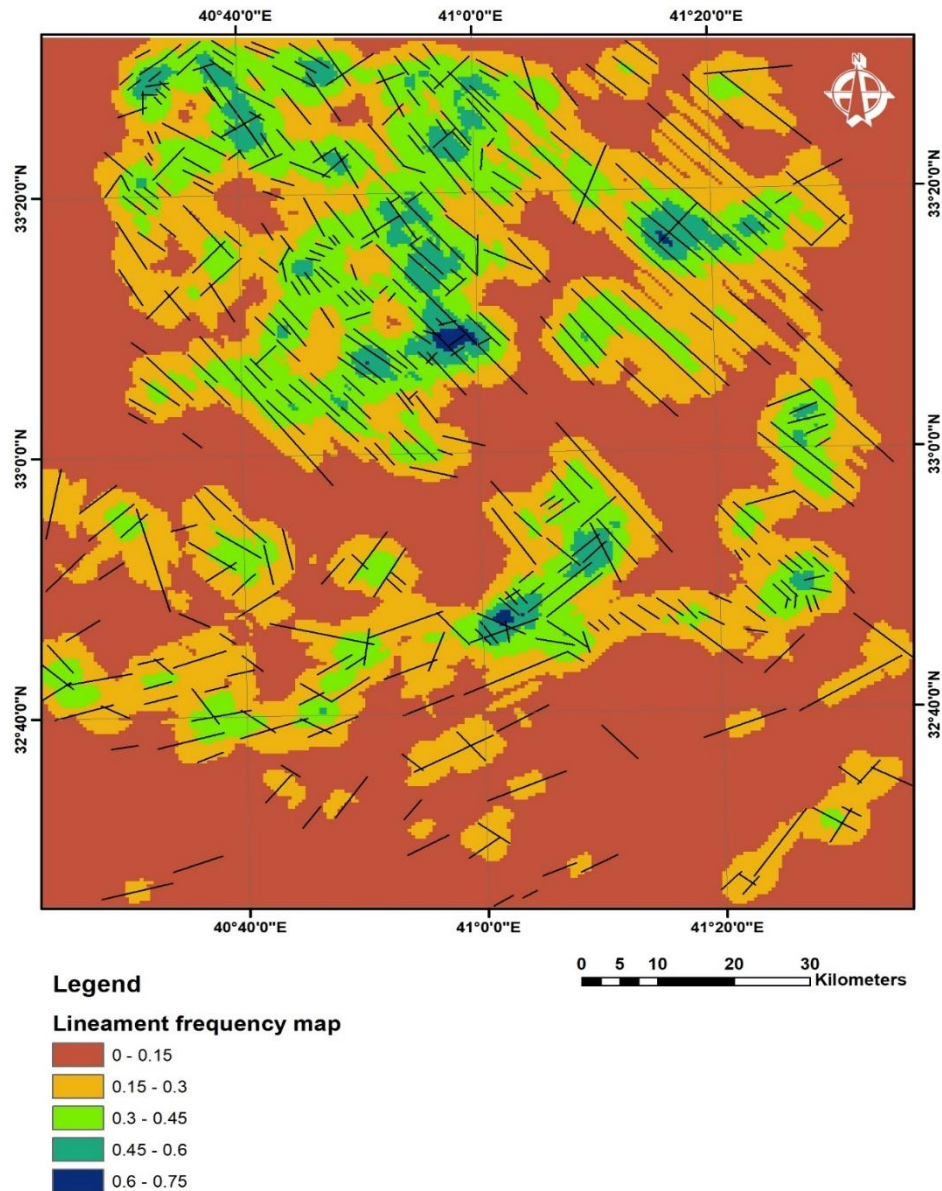 40°40'0"E 41°0'0"E 41°20'0"E
N
33°20'0"N 33°20'0"N
33°0'0"N 33°0'0"N
32°40'0"N 32°40'0"N
40°40'0"E 41°0'0"E 41°20'0"E
0 5 10 20 30
Kilometers
Legend
Lineament frequency map
0 - 0.15
0.15 - 0.3
0.3 - 0.45
0.45 - 0.6
0.6 - 0.75